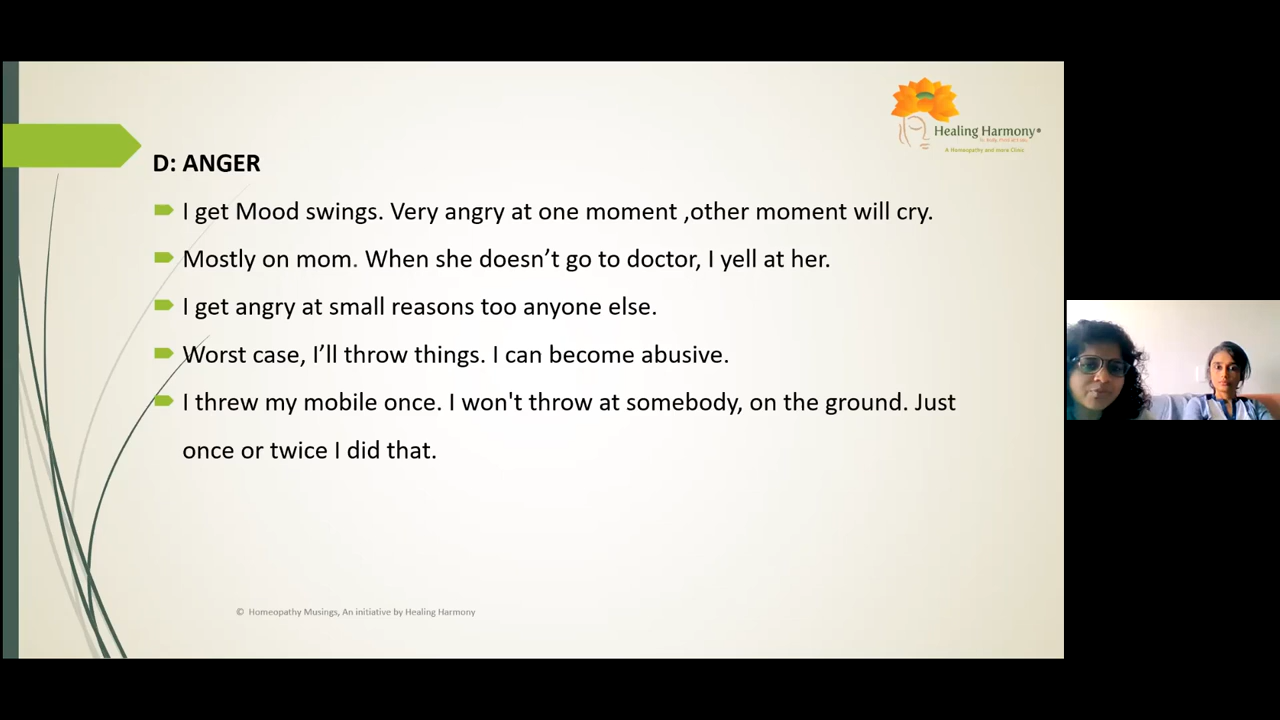 Healing Harmony®
A Homeopathy and more Clinic
D: ANGER
I get Mood swings. Very angry at one moment ,other moment will cry.
Mostly on mom. When she doesn’t go to doctor, I yell at her.
I get angry at small reasons too anyone else.
Worst case, I’ll throw things. I can become abusive.
I threw my mobile once. I won't throw at somebody, on the ground. Just
once or twice I did that.
© Homeopathy Musings, An initiative by Healing Harmony